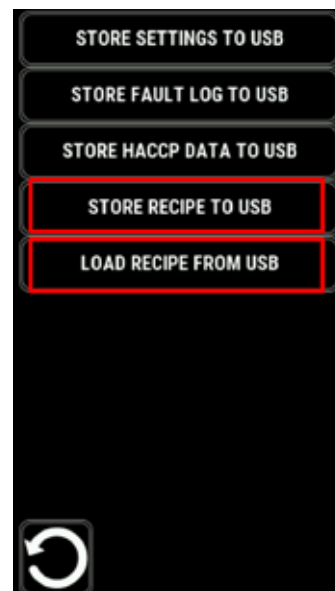 STORE SETTINGS TO USB
STORE FAULT LOG TO USB
STORE HACCP DATA TO USB
STORE RECIPE TO USB
LOAD RECIPE FROM USB